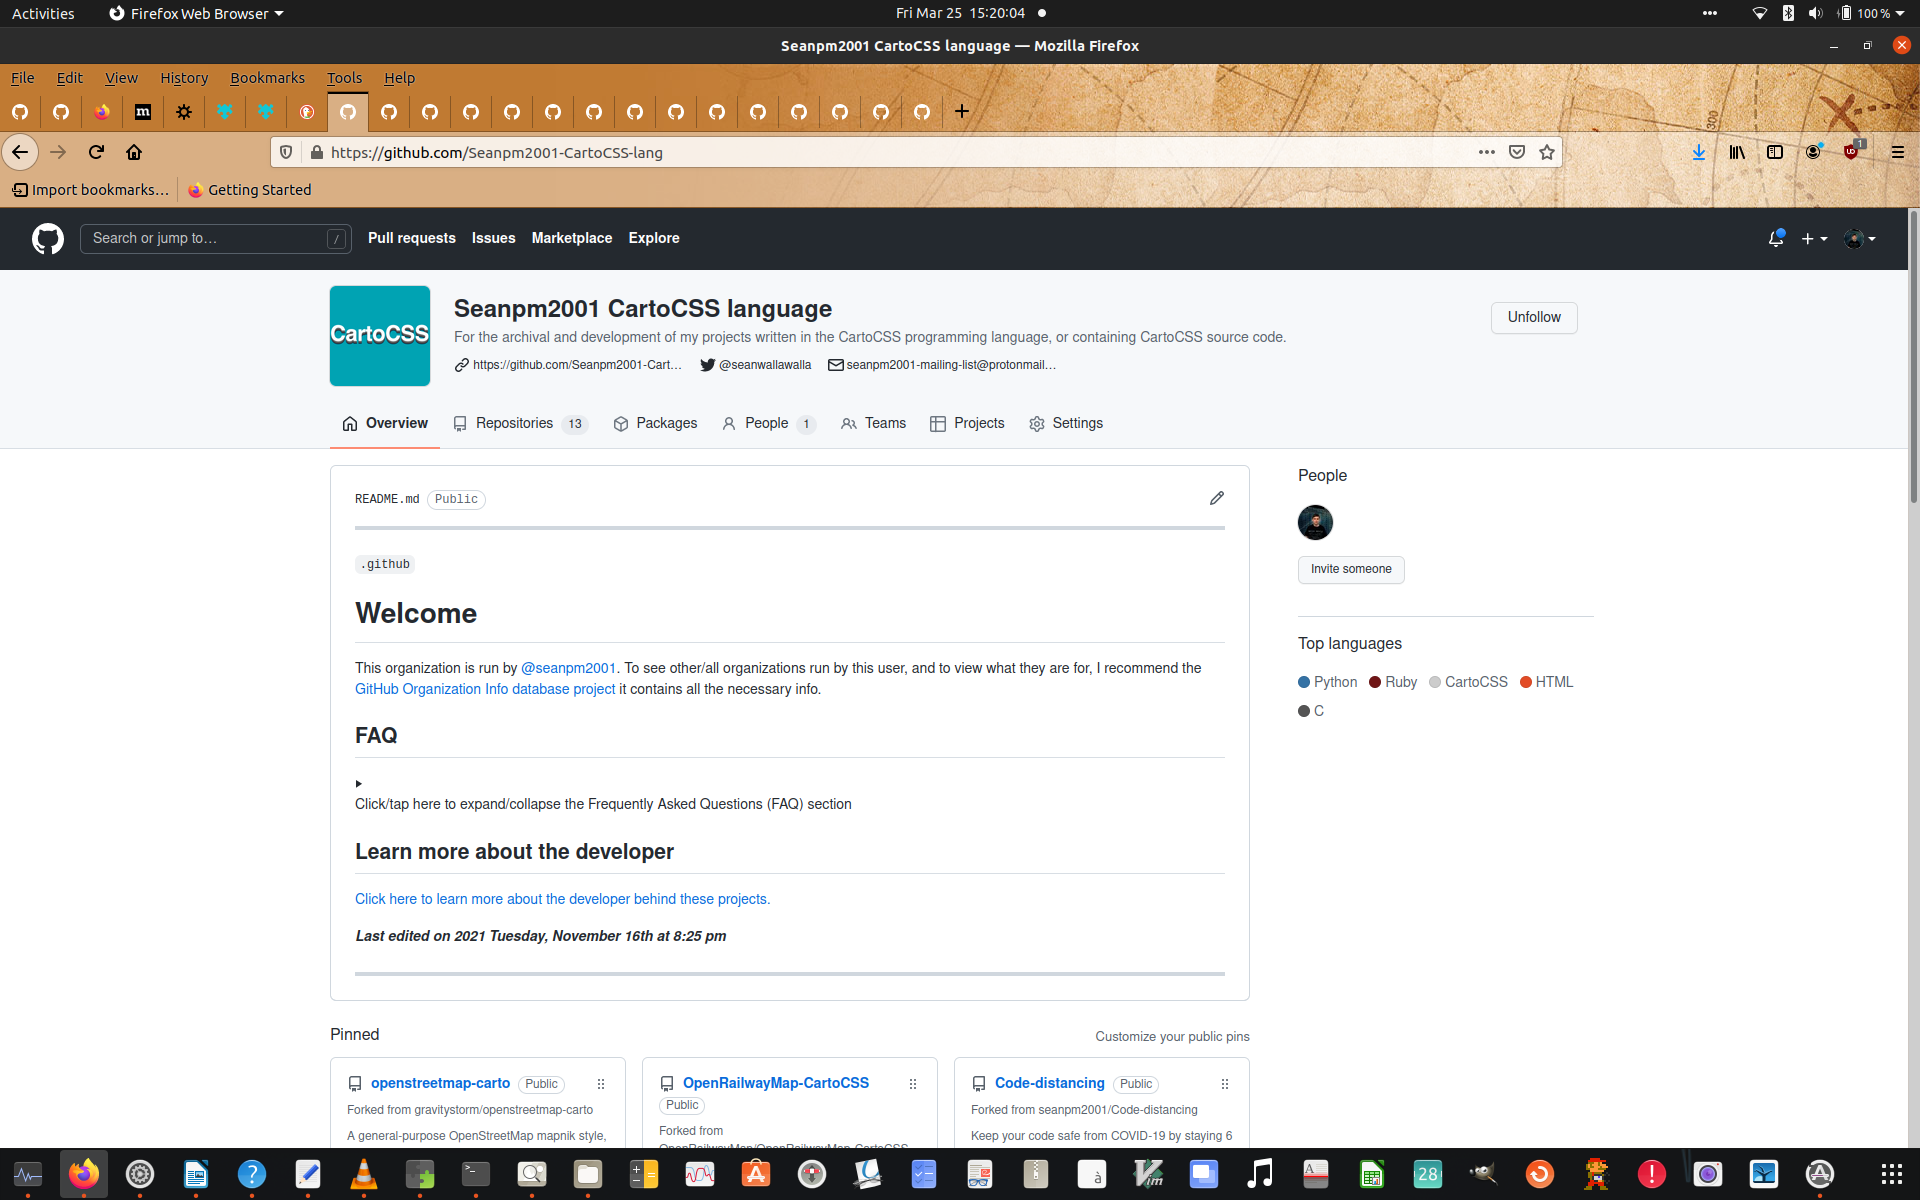 Activities
Firefox Web Browser
Fri Mar 25 15:20:04
100 %
Seanpm2001 CartoCSS language — Mozilla Firefox
File Edit View History Bookmarks Tools Help
m
300
https://github.com/Seanpm2001-CartoCSS-lang
1
Import bookmarks…
Getting Started
Search or jump to…
/
Pull requests Issues Marketplace Explore
CartoCSS
Seanpm2001 CartoCSS language
For the archival and development of my projects written in the CartoCSS programming language, or containing CartoCSS source code.
https://github.com/Seanpm2001-Cart…
@seanwallawalla
seanpm2001-mailing-list@protonmail…
Unfollow
Overview
Repositories 13
Packages
People 1
Teams
Projects
Settings
README.md Public
.github
Welcome
This organization is run by @seanpm2001. To see other/all organizations run by this user, and to view what they are for, I recommend the
GitHub Organization Info database project it contains all the necessary info.
FAQ
Click/tap here to expand/collapse the Frequently Asked Questions (FAQ) section
Learn more about the developer
Click here to learn more about the developer behind these projects.
Last edited on 2021 Tuesday, November 16th at 8:25 pm
People
Invite someone
Top languages
Python Ruby CartoCSS HTML
C
Pinned
Customize your public pins
openstreetmap-carto Public
Forked from gravitystorm/openstreetmap-carto
A general-purpose OpenStreetMap mapnik style,
OpenRailwayMap-CartoCSS
Public
Forked from
OpenRailwayMap/OpenRailwayMap-CartoCSS
Code-distancing Public
Forked from seanpm2001/Code-distancing
Keep your code safe from COVID-19 by staying 6
28